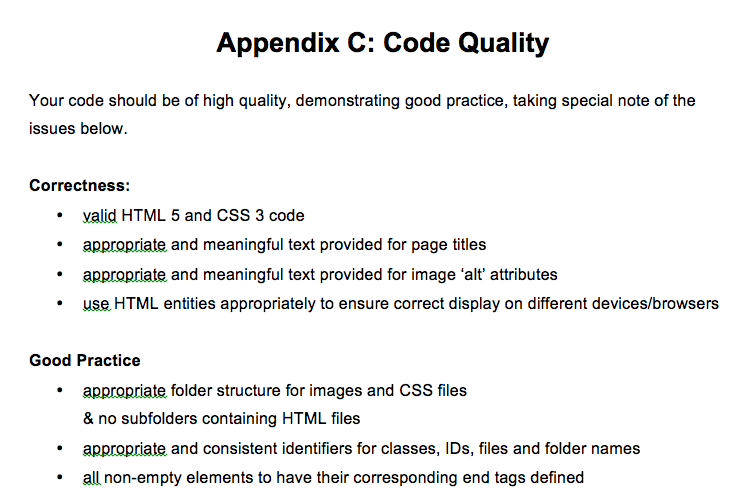 Appendix C: Code Quality
Your code should be of high quality, demonstrating good practice, taking special note of the
issues below.
Correctness:
• valid HTML 5 and CSS 3 code
• appropriate and meaningful text provided for page titles
• appropriate and meaningful text provided for image ‘alt’ attributes
• use HTML entities appropriately to ensure correct display on different devices/browsers
Good Practice
• appropriate folder structure for images and CSS files
& no subfolders containing HTML files
• appropriate and consistent identifiers for classes, IDs, files and folder names
• all non-empty elements to have their corresponding end tags defined